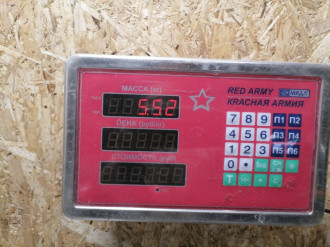 МАССА (кг)
5.52
ЦЕНА (руб/кг)
СТОИМОСТЬ (руб)
RED ARMY
КРАСНАЯ АРМИЯ
МИДЛ
7 8 9 П1 П2
4 5 6 П3 П4
1 2 3 П5 П6
0 • С
Т